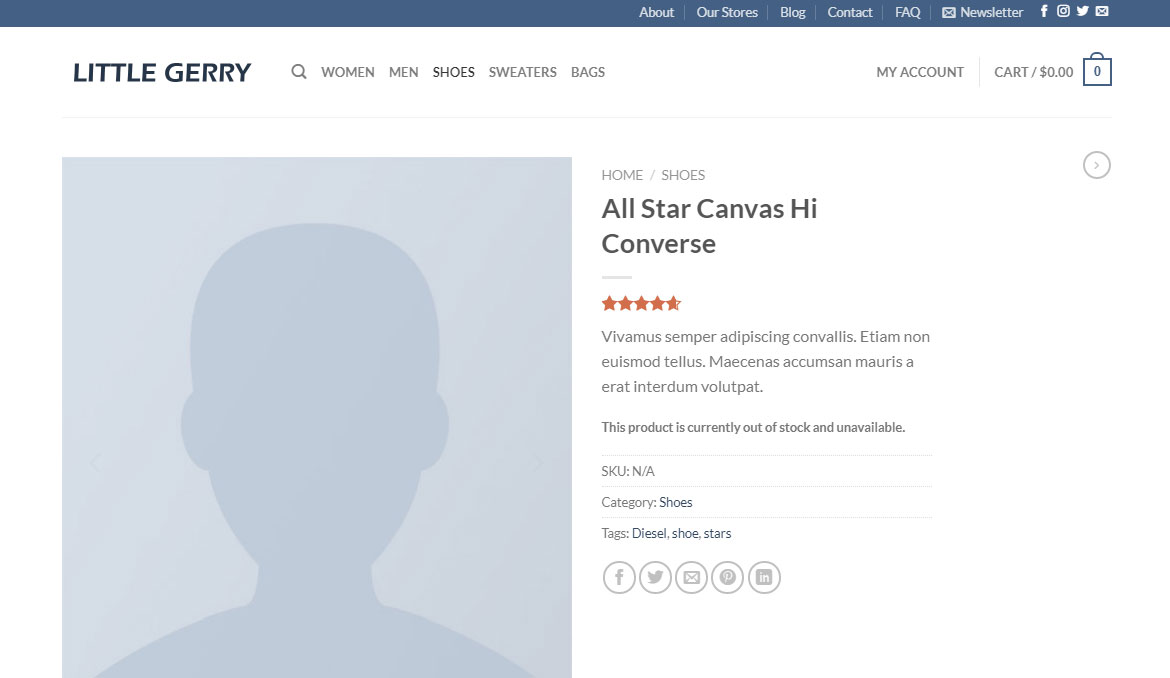 About Our Stores Blog Contact FAQ Newsletter
LITTLE GERRY WOMEN MEN SHOES SWEATERS BAGS MY ACCOUNT CART / $0.00 0
HOME / SHOES
All Star Canvas Hi
Converse
Vivamus semper adipiscing convallis. Etiam non
euismod tellus. Maecenas accumsan mauris a
erat interdum volutpat.
This product is currently out of stock and unavailable.
SKU: N/A
Category: Shoes
Tags: Diesel, shoe, stars